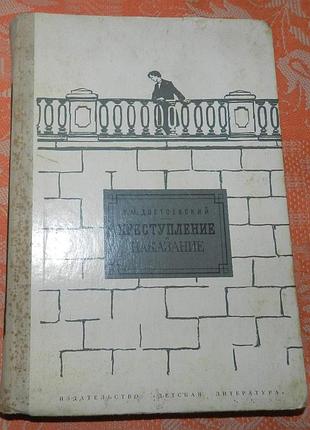 Ф.М.ДОСТОЕВСКИЙ
ПРЕСТУПЛЕНИЕ
И НАКАЗАНИЕ
ИЗДАТЕЛЬСТВО «ДЕТСКАЯ ЛИТЕРАТУРА»